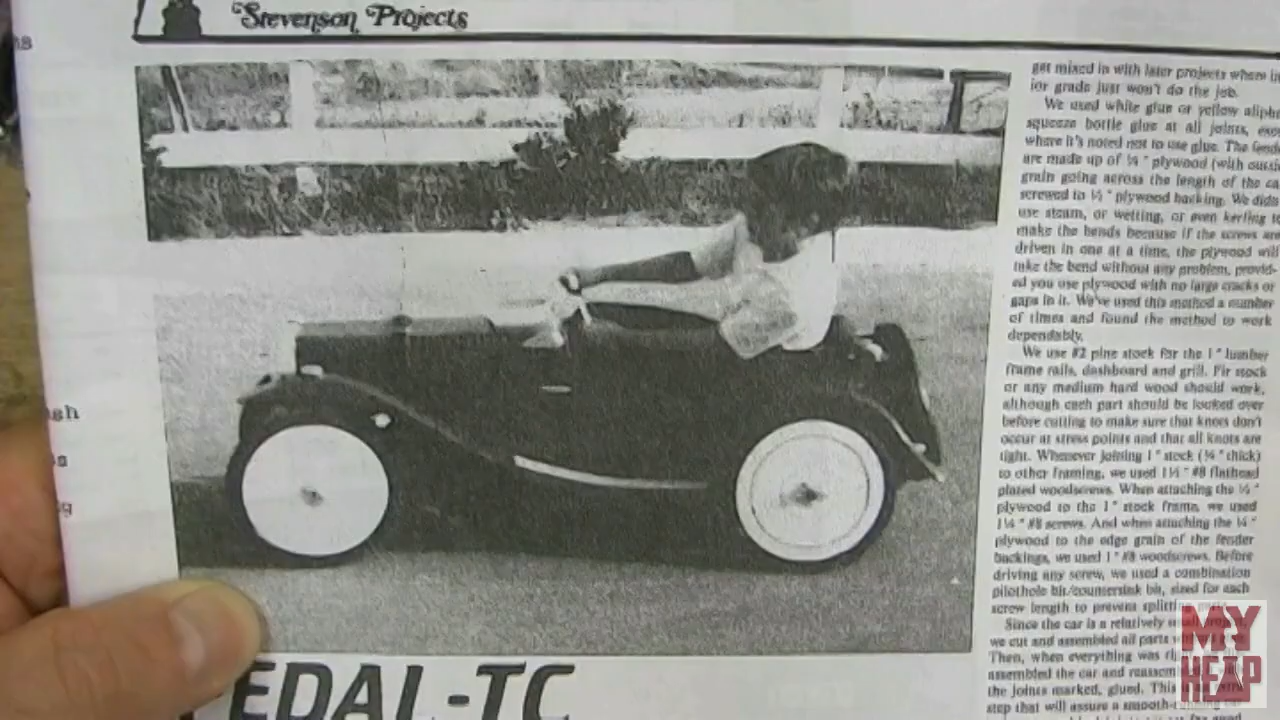 Stevenson Projects
hs
ash
s
g
get mixed in with later projects where in
ior grade just won't do the job.
We used white glue or yellow aliph
squeeze bottle glue at all joints, exc
where it's noted not to use glue. The fende
are made up of ¼" plywood (with outsi
grain going across the length of the ca
screwed to ½" plywood backing. We didn
use steam, or wetting, or even kerfing to
make the bends because if the screws are
driven in one at a time, the plywood will
take the bend without any problem, provid-
ed you use plywood with no large cracks or
gaps in it. We've used this method a number
of times and found the method to work
dependably.
We use #2 pine stock for the 1" lumber
frame rails, dashboard and grill. Fir stock
or any medium hard wood should work,
although each part should be looked over
before cutting to make sure that knots don't
occur at stress points and that all knots are
tight. Whenever joining 1" stock (¾" thick)
to other framing, we used 1½" #8 flathead
plated woodscrews. When attaching the ½"
plywood to the 1" stock frame, we used
1¼" #8 screws. And when attaching the ¼"
plywood to the edge grain of the fender
backings, we used 1" #8 woodscrews. Before
driving any screw, we used a combination
pilothole bit/countersink bit, sized for each
screw length to prevent splitting
Since the car is a relatively
we cut and assembled all parts
Then, when everything was
assembled the car and
the joints marked, glued. This
step that will assure a smooth-
EDAL-TC
MY
HEAP